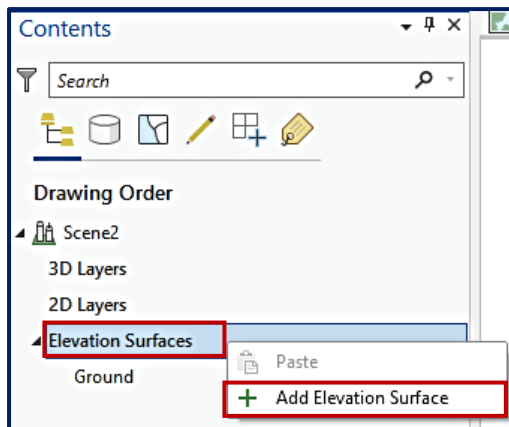 Contents
Search
Drawing Order
Scene2
3D Layers
2D Layers
Elevation Surfaces
Paste
Ground
Add Elevation Surface